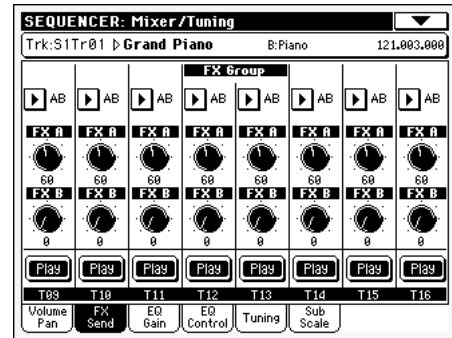 SEQUENCER: Mixer/Tuning
Trk:S1Tr01 Grand Piano B:Piano 121.003.000
FX Group
AB AB AB AB AB AB AB AB
FX A FX A FX A FX A FX A FX A FX A FX A
60 60 60 60 60 60 60 60
FX B FX B FX B FX B FX B FX B FX B FX B
0 0 0 0 0 0 0 0
Play Play Play Play Play Play Play Play
T09 T10 T11 T12 T13 T14 T15 T16
Volume Pan FX Send EQ Gain EQ Control Tuning Sub Scale